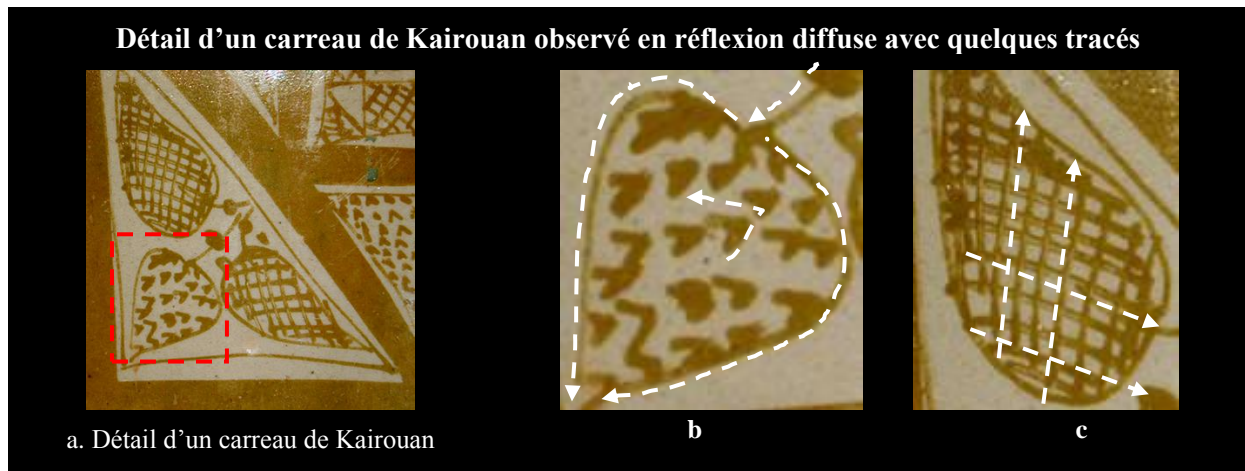 Détail d’un carreau de Kairouan observé en réflexion diffuse avec quelques tracés
a. Détail d’un carreau de Kairouan
b
c